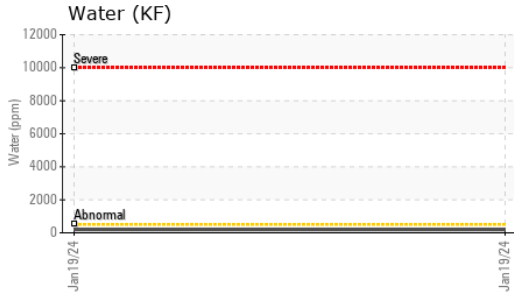 Water (KF)
12000
Severe
10000
8000
Water (ppm)
6000
4000
2000
Abnormal
0
Jan19/24
Jan19/24